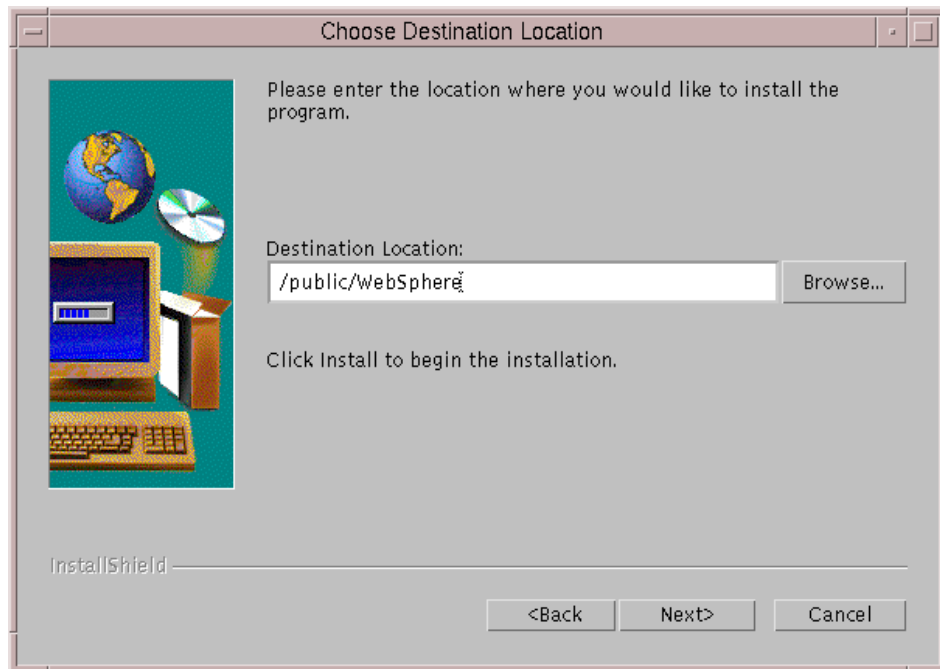 Choose Destination Location
Please enter the location where you would like to install the
program.
Destination Location:
/public/WebSphere
Browse...
Click Install to begin the installation.
InstallShield
<Back
Next>
Cancel